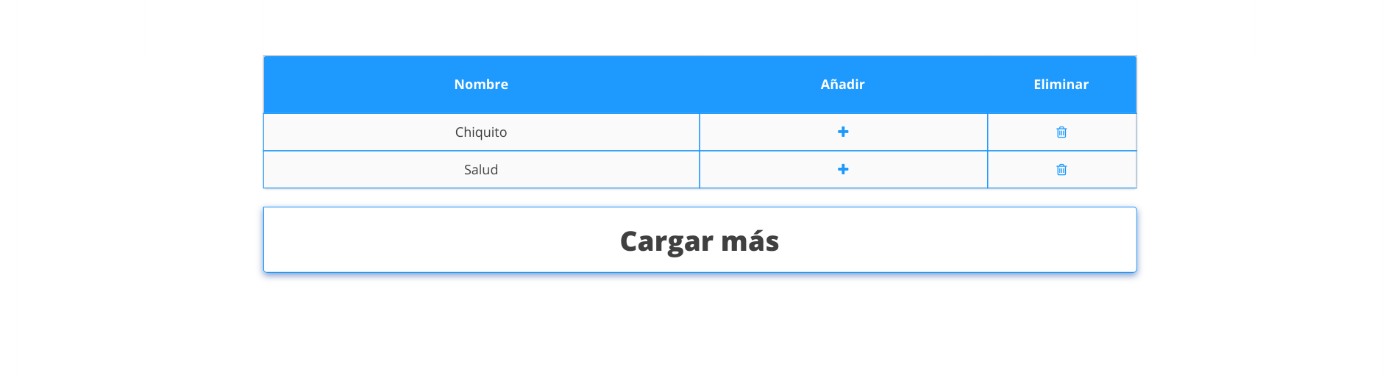 Nombre Añadir Eliminar
Chiquito
Salud
Cargar más